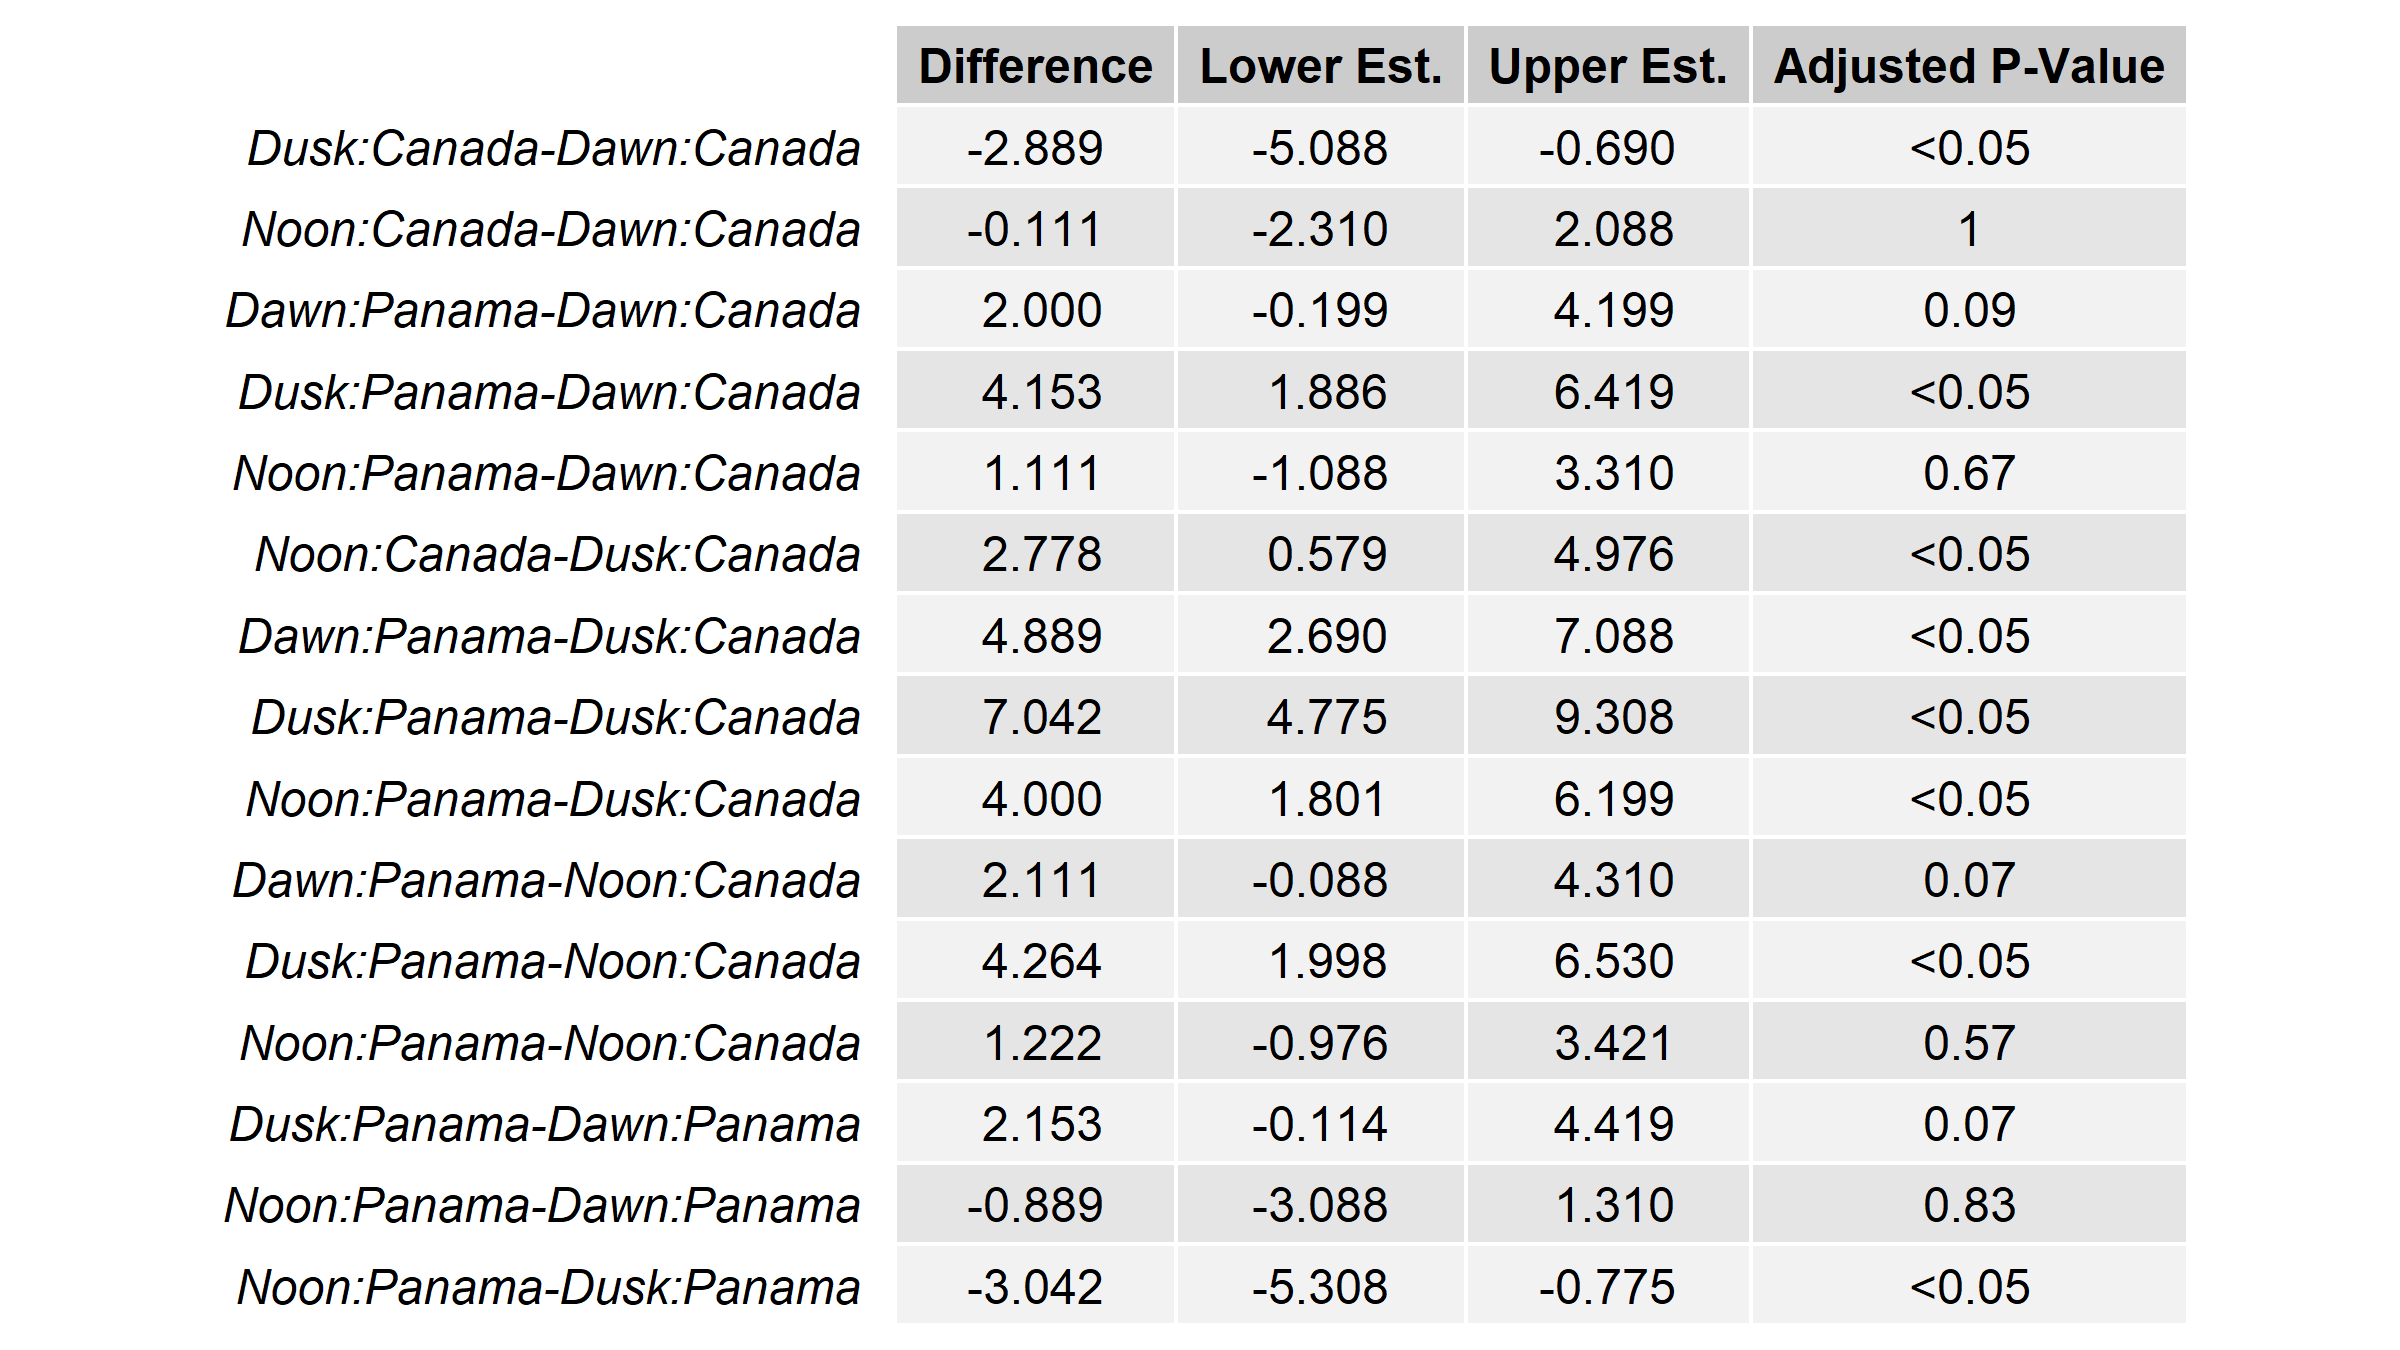 Difference Lower Est. Upper Est. Adjusted P-Value
Dusk:Canada-Dawn:Canada -2.889 -5.088 -0.690 <0.05
Noon:Canada-Dawn:Canada -0.111 -2.310 2.088 1
Dawn:Panama-Dawn:Canada 2.000 -0.199 4.199 0.09
Dusk:Panama-Dawn:Canada 4.153 1.886 6.419 <0.05
Noon:Panama-Dawn:Canada 1.111 -1.088 3.310 0.67
Noon:Canada-Dusk:Canada 2.778 0.579 4.976 <0.05
Dawn:Panama-Dusk:Canada 4.889 2.690 7.088 <0.05
Dusk:Panama-Dusk:Canada 7.042 4.775 9.308 <0.05
Noon:Panama-Dusk:Canada 4.000 1.801 6.199 <0.05
Dawn:Panama-Noon:Canada 2.111 -0.088 4.310 0.07
Dusk:Panama-Noon:Canada 4.264 1.998 6.530 <0.05
Noon:Panama-Noon:Canada 1.222 -0.976 3.421 0.57
Dusk:Panama-Dawn:Panama 2.153 -0.114 4.419 0.07
Noon:Panama-Dawn:Panama -0.889 -3.088 1.310 0.83
Noon:Panama-Dusk:Panama -3.042 -5.308 -0.775 <0.05